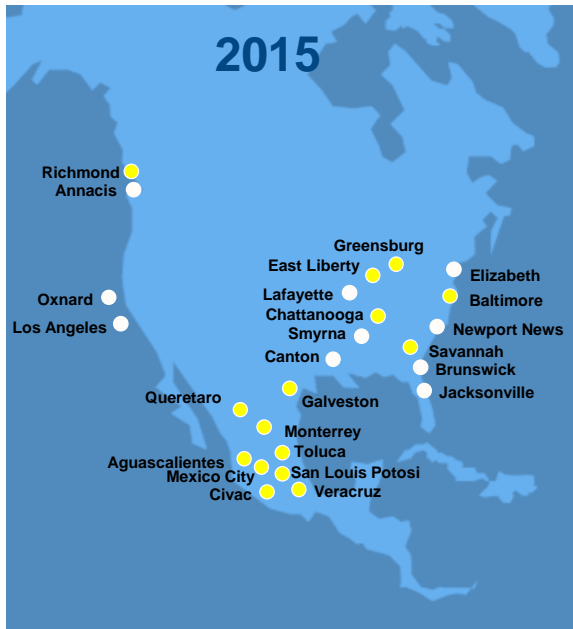 2015
Richmond
Annacis
Greensburg
East Liberty
Elizabeth
Lafayette
Oxnard
Baltimore
Chattanooga
Los Angeles
Newport News
Smyrna
Savannah
Canton
Brunswick
Jacksonville
Queretaro
Galveston
Monterrey
Toluca
Aguascalientes
San Louis Potosi
Mexico City
Civac
Veracruz